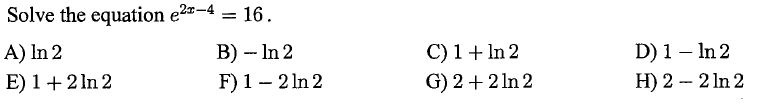 Solve the equation e^{2x-4} = 16.
A) ln 2 B) − ln 2 C) 1 + ln 2 D) 1 − ln 2
E) 1 + 2 ln 2 F) 1 − 2 ln 2 G) 2 + 2 ln 2 H) 2 − 2 ln 2